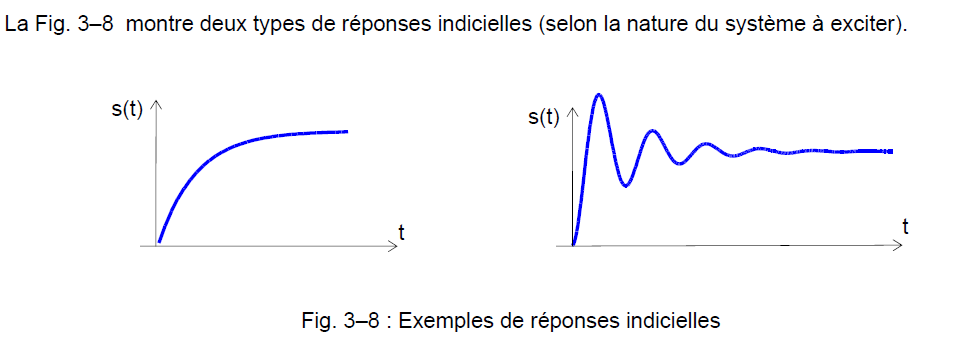 La Fig. 3–8 montre deux types de réponses indicielles (selon la nature du système à exciter).
s(t)
t
s(t)
t
Fig. 3–8 : Exemples de réponses indicielles